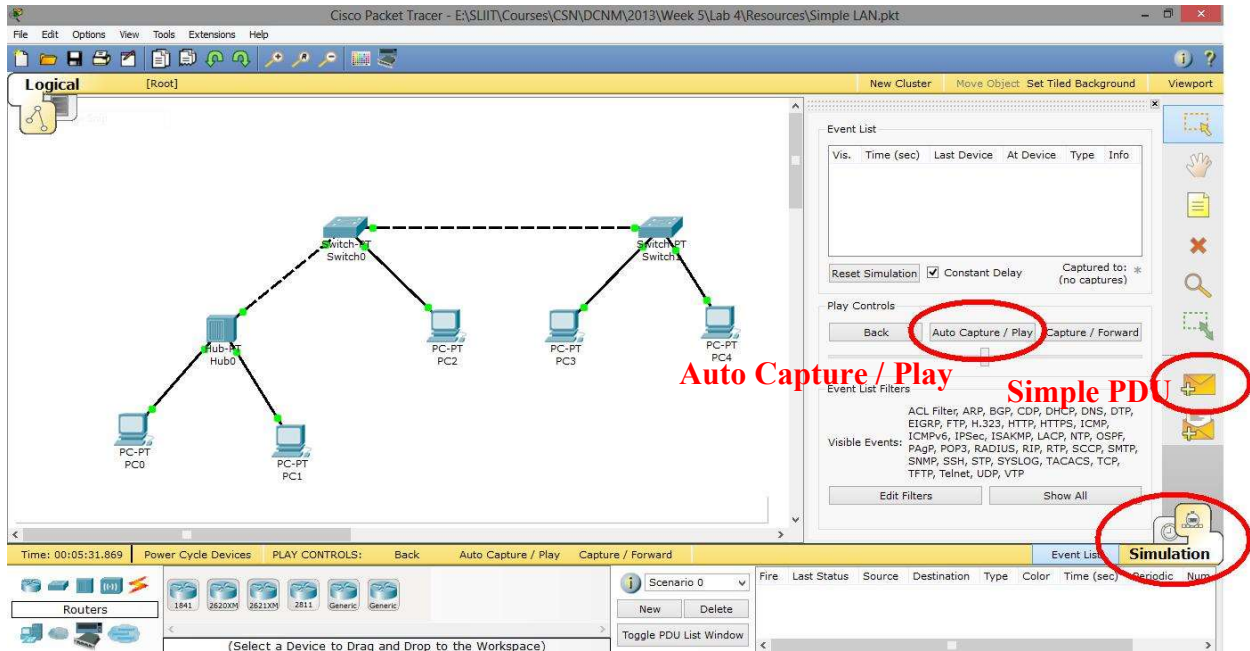 Cisco Packet Tracer - E:\SLIIT\Courses\CSN\DCNM\2013\Week 5\Lab 4\Resources\Simple LAN.pkt
File Edit Options View Tools Extensions Help
Logical [Root] New Cluster Move Object Set Tiled Background Viewport
Event List
Vis. Time (sec) Last Device At Device Type Info
Switch-PT
Switch0
Switch-PT
Switch1
Reset Simulation Constant Delay Captured to: *
(no captures)
Play Controls
Back Auto Capture / Play Capture / Forward
Hub-PT
Hub0
PC-PT
PC2
PC-PT
PC3
PC-PT
PC4
Auto Capture / Play
Simple PDU
Event List Filters
Visible Events:
ACL Filter, ARP, BGP, CDP, DHCP, DNS, DTP,
EIGRP, FTP, H.323, HTTP, HTTPS, ICMP,
ICMPv6, IPSec, ISAKMP, LACP, NTP, OSPF,
PAgP, POP3, RADIUS, RIP, RTP, SCCP, SMTP,
SNMP, SSH, STP, SYSLOG, TACACS, TCP,
TFTP, Telnet, UDP, VTP
Edit Filters Show All
PC-PT
PC0
PC-PT
PC1
Time: 00:05:31.869 Power Cycle Devices PLAY CONTROLS: Back Auto Capture / Play Capture / Forward Event List Simulation
Routers
1841 2620XM 2621XM 2811 Generic Generic
(Select a Device to Drag and Drop to the Workspace)
Scenario 0
New Delete
Toggle PDU List Window
Fire Last Status Source Destination Type Color Time (sec) Periodic Num